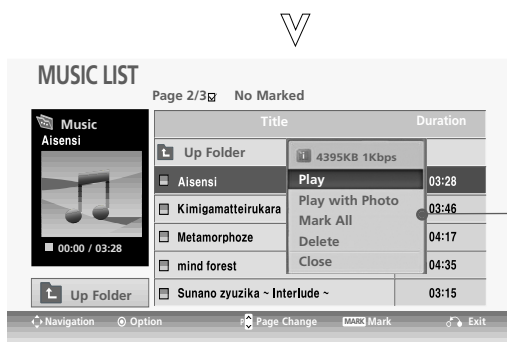 MUSIC LIST
Page 2/3 No Marked
Music
Aisensi
00:00 / 03:28
Up Folder
Title Duration
Up Folder
Aisensi 03:28
Kimigamatteirukara 03:46
Metamorphoze 04:17
mind forest 04:35
Sunano zyuzika ~ Interlude ~ 03:15
4395KB 1Kbps
Play
Play with Photo
Mark All
Delete
Close
Navigation Option P Page Change MARK Mark Exit